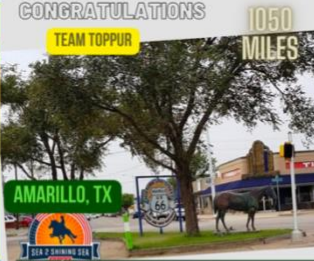 CONGRATULATIONS
TEAM TOPPUR
1050
MILES
AMARILLO, TX
66
SEA 2 SHINING SEA